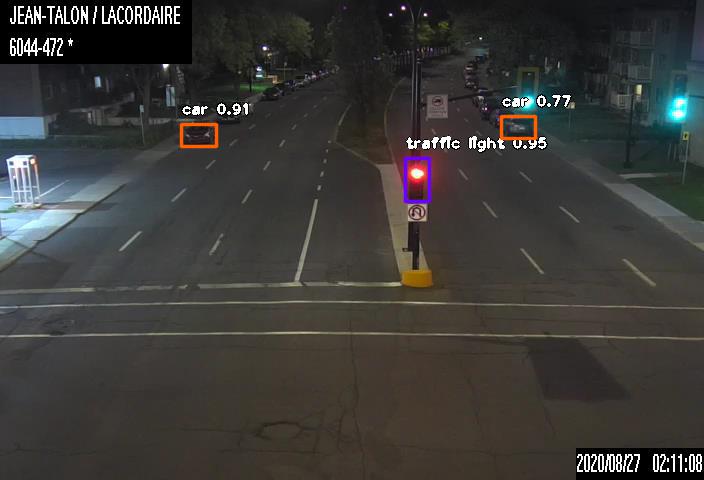 JEAN-TALON / LACORDAIRE
6044-472 *
car 0.91
car 0.77
traffic light 0.95
2020/08/27 02:11:08